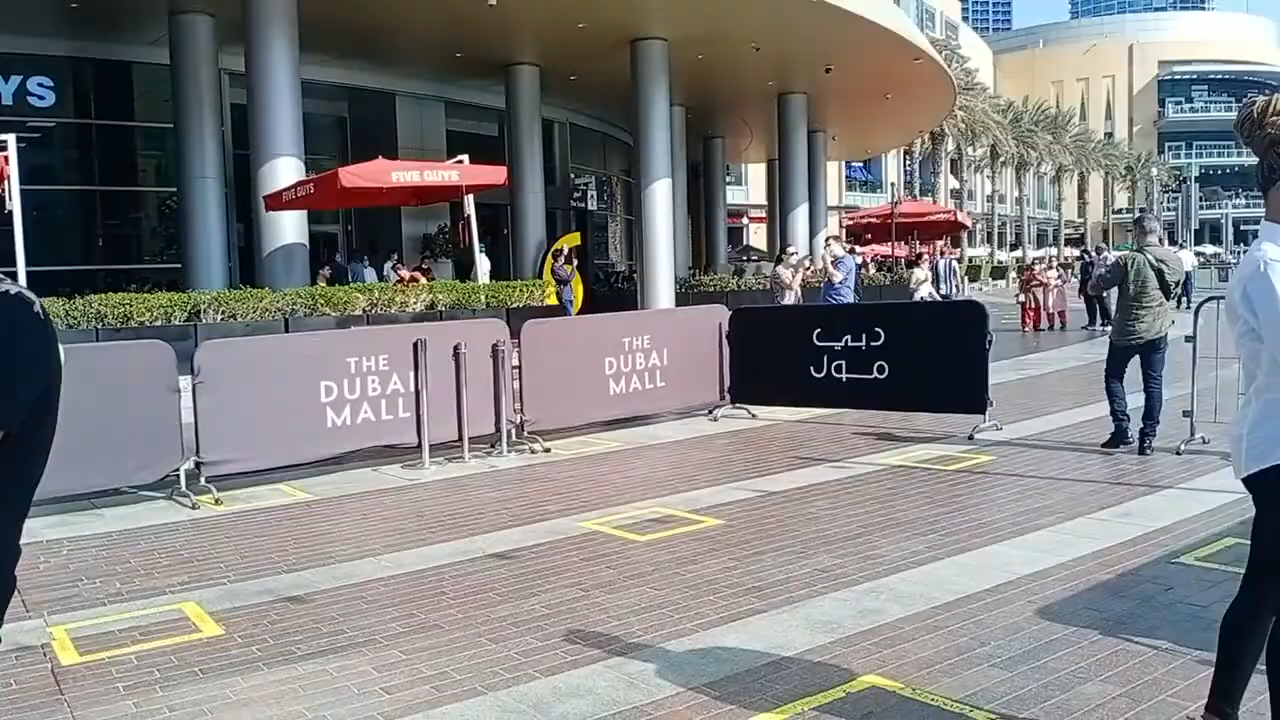 YS
FIVE GUYS
FIVE GUYS
THE
DUBAI
MALL
THE
DUBAI
MALL
دبي
مول